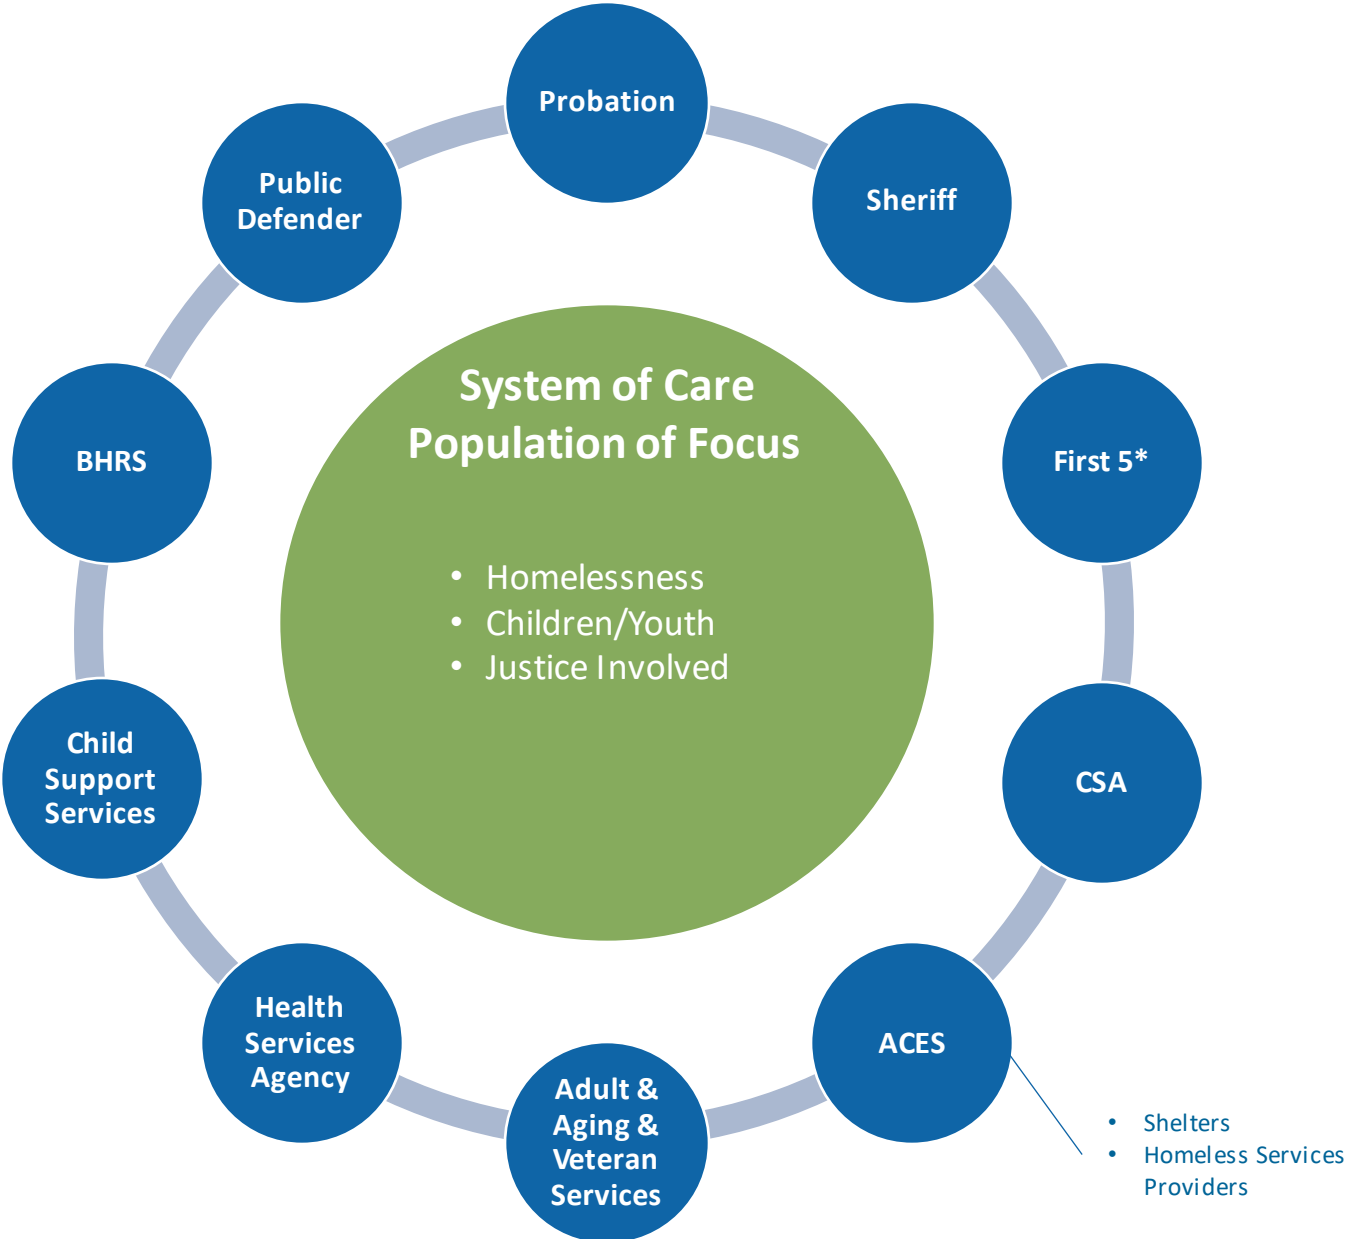 Probation
Public
Defender
Sheriff
System of Care
Population of Focus
BHRS
First 5*
• Homelessness
• Children/Youth
• Justice Involved
Child
Support
Services
CSA
Health
Services
Agency
ACES
Adult &
Aging &
Veteran
Services
• Shelters
• Homeless Services
Providers